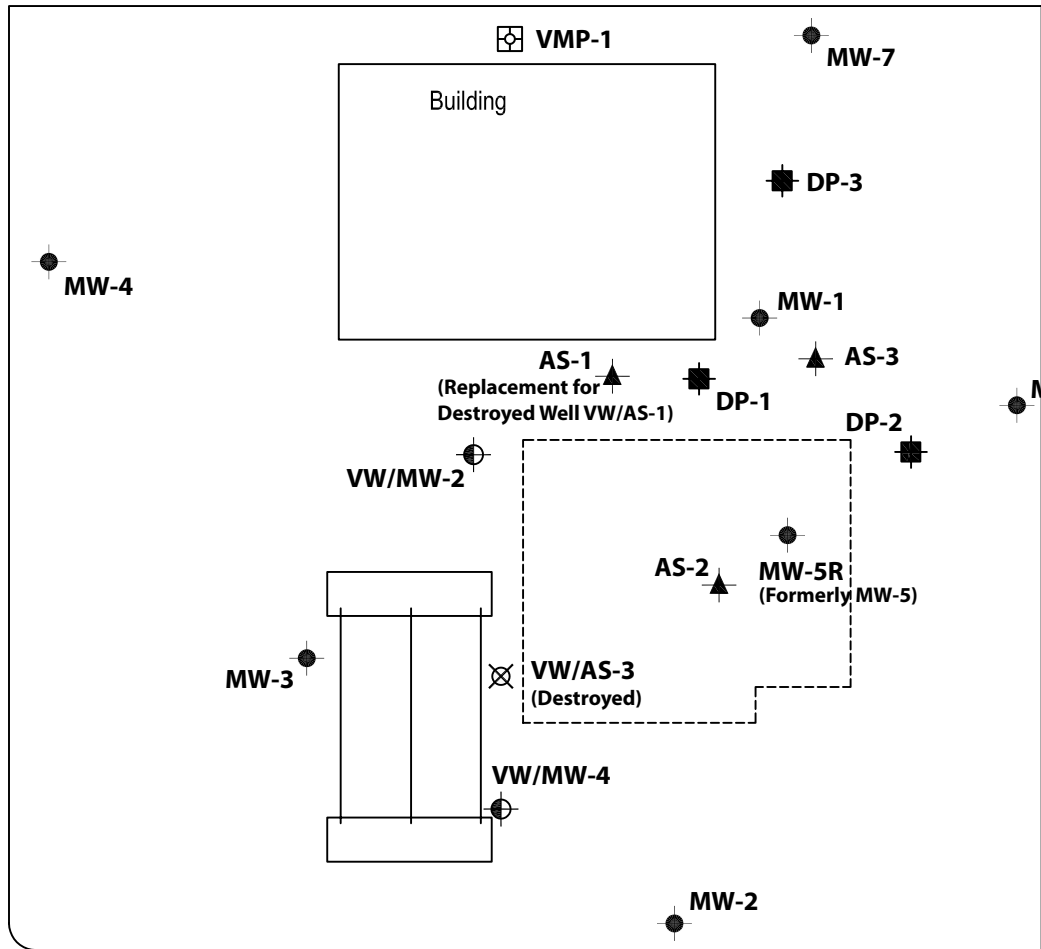 VMP-1
MW-7
Building
DP-3
MW-4
MW-1
AS-1
(Replacement for
Destroyed Well VW/AS-1)
AS-3
DP-1
DP-2
VW/MW-2
AS-2
MW-5R
(Formerly MW-5)
MW-3
VW/AS-3
(Destroyed)
VW/MW-4
MW-2